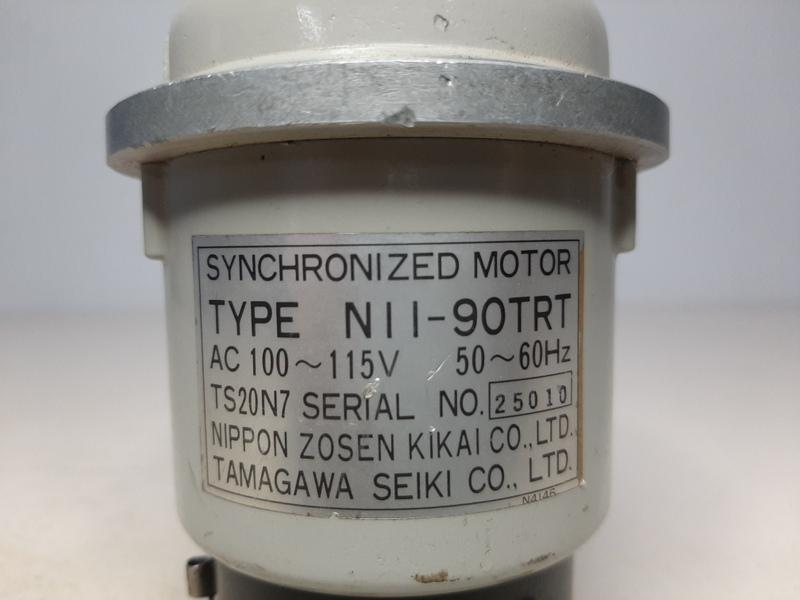 SYNCHRONIZED MOTOR
TYPE N11-90TRT
AC 100~115V 50~60Hz
TS20N7 SERIAL NO. 25010
NIPPON ZOSEN KIKAI CO., LTD.
TAMAGAWA SEIKI CO., LTD.
N4146